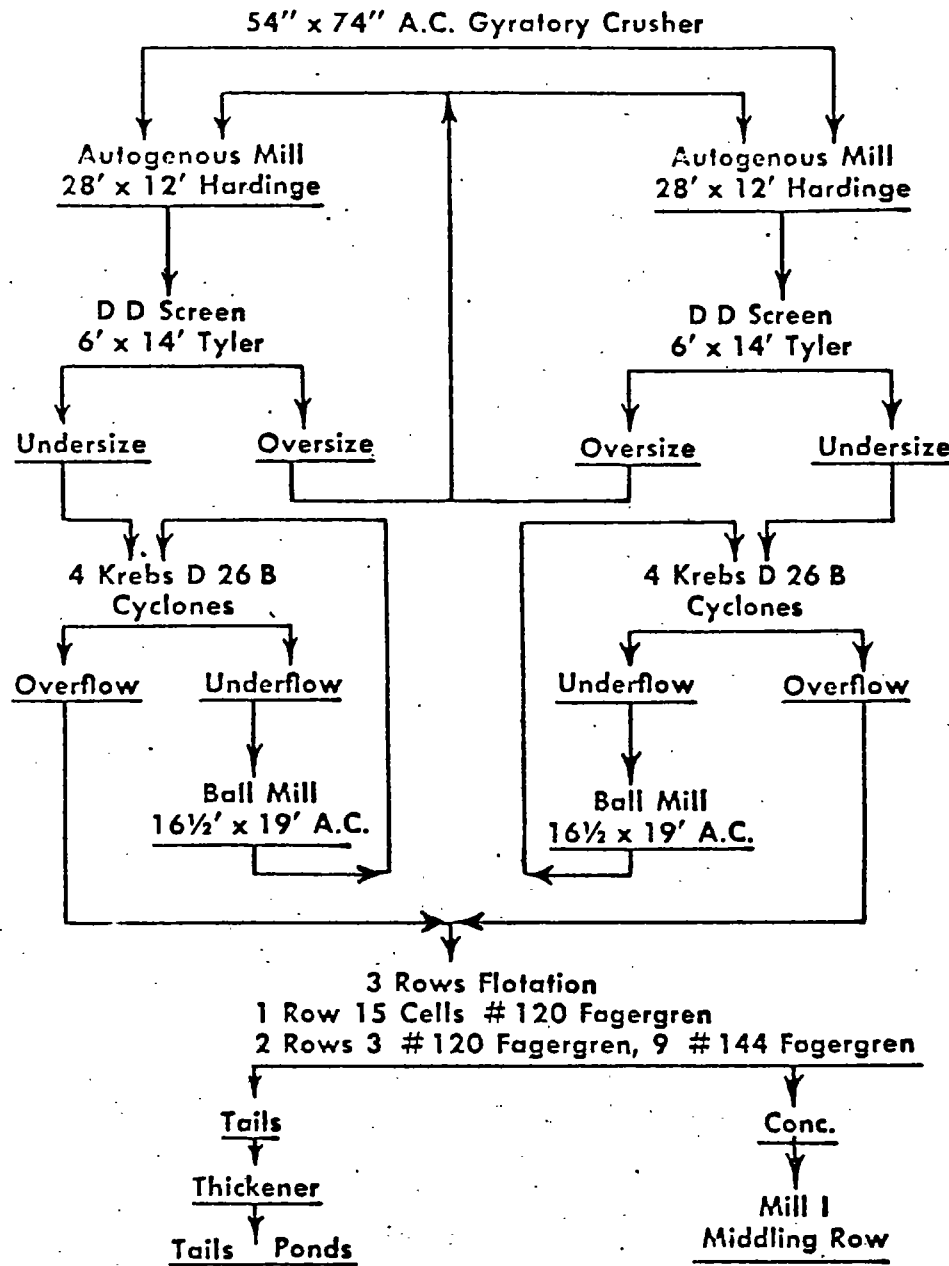 54" x 74" A.C. Gyratory Crusher
Autogenous Mill
28' x 12' Hardinge
Autogenous Mill
28' x 12' Hardinge
D D Screen
6' x 14' Tyler
D D Screen
6' x 14' Tyler
Undersize
Oversize
Oversize
Undersize
4 Krebs D 26 B
Cyclones
4 Krebs D 26 B
Cyclones
Overflow
Underflow
Underflow
Overflow
Ball Mill
16½' x 19' A.C.
Ball Mill
16½ x 19' A.C.
3 Rows Flotation
1 Row 15 Cells #120 Fagergren
2 Rows 3 #120 Fagergren, 9 #144 Fagergren
Tails
Conc.
Thickener
Mill I
Middling Row
Tails Ponds